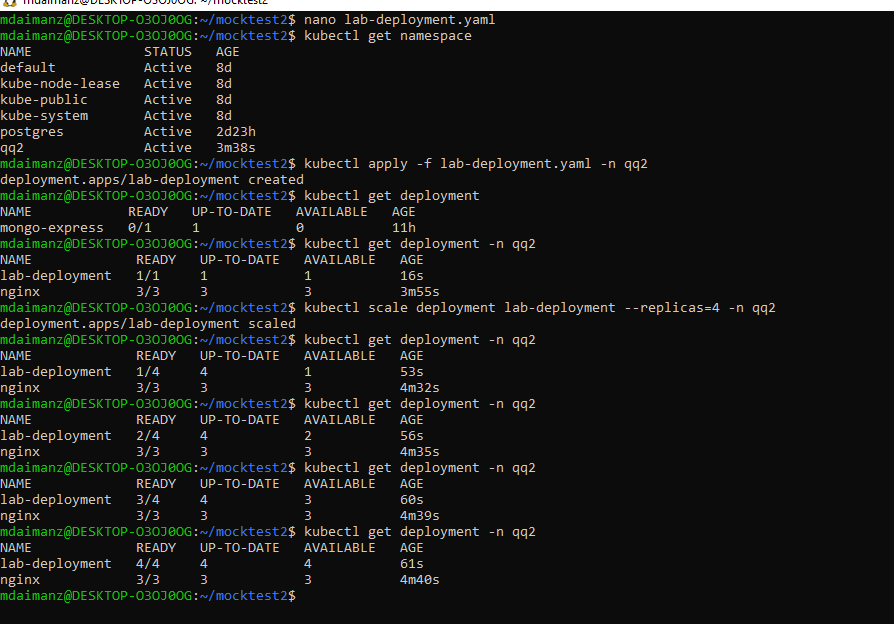 mdaimanz@DESKTOP-O3OJ0OG: ~/mocktest2
mdaimanz@DESKTOP-O3OJ0OG:~/mocktest2$ nano lab-deployment.yaml
mdaimanz@DESKTOP-O3OJ0OG:~/mocktest2$ kubectl get namespace
NAME STATUS AGE
default Active 8d
kube-node-lease Active 8d
kube-public Active 8d
kube-system Active 8d
postgres Active 2d23h
qq2 Active 3m38s
mdaimanz@DESKTOP-O3OJ0OG:~/mocktest2$ kubectl apply -f lab-deployment.yaml -n qq2
deployment.apps/lab-deployment created
mdaimanz@DESKTOP-O3OJ0OG:~/mocktest2$ kubectl get deployment
NAME READY UP-TO-DATE AVAILABLE AGE
mongo-express 0/1 1 0 11h
mdaimanz@DESKTOP-O3OJ0OG:~/mocktest2$ kubectl get deployment -n qq2
NAME READY UP-TO-DATE AVAILABLE AGE
lab-deployment 1/1 1 1 16s
nginx 3/3 3 3 3m55s
mdaimanz@DESKTOP-O3OJ0OG:~/mocktest2$ kubectl scale deployment lab-deployment --replicas=4 -n qq2
deployment.apps/lab-deployment scaled
mdaimanz@DESKTOP-O3OJ0OG:~/mocktest2$ kubectl get deployment -n qq2
NAME READY UP-TO-DATE AVAILABLE AGE
lab-deployment 1/4 4 1 53s
nginx 3/3 3 3 4m32s
mdaimanz@DESKTOP-O3OJ0OG:~/mocktest2$ kubectl get deployment -n qq2
NAME READY UP-TO-DATE AVAILABLE AGE
lab-deployment 2/4 4 2 56s
nginx 3/3 3 3 4m35s
mdaimanz@DESKTOP-O3OJ0OG:~/mocktest2$ kubectl get deployment -n qq2
NAME READY UP-TO-DATE AVAILABLE AGE
lab-deployment 3/4 4 3 60s
nginx 3/3 3 3 4m39s
mdaimanz@DESKTOP-O3OJ0OG:~/mocktest2$ kubectl get deployment -n qq2
NAME READY UP-TO-DATE AVAILABLE AGE
lab-deployment 4/4 4 4 61s
nginx 3/3 3 3 4m40s
mdaimanz@DESKTOP-O3OJ0OG:~/mocktest2$